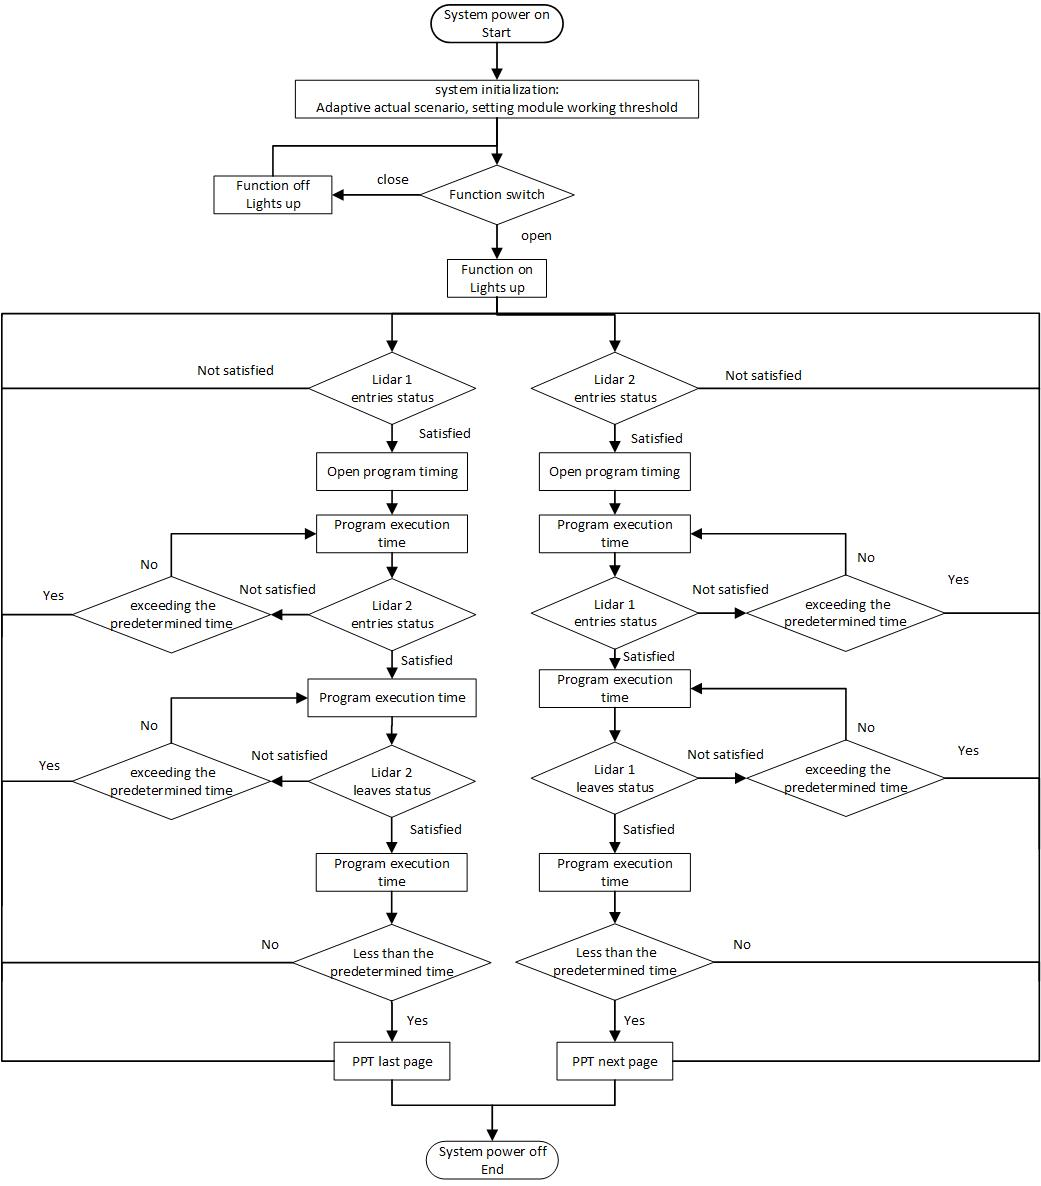 System power on
Start
system initialization:
Adaptive actual scenario, setting module working threshold
Function off
Lights up
close
Function switch
open
Function on
Lights up
Not satisfied
Lidar 1
entries status
Lidar 2
entries status
Not satisfied
Satisfied
Satisfied
Open program timing
Open program timing
Program execution
time
Program execution
time
No
No
Yes
Not satisfied
Not satisfied
Yes
exceeding the
predetermined time
Lidar 2
entries status
Lidar 1
entries status
exceeding the
predetermined time
Satisfied
Satisfied
Program execution time
Program execution
time
No
No
Yes
Not satisfied
Not satisfied
Yes
exceeding the
predetermined time
Lidar 2
leaves status
Lidar 1
leaves status
exceeding the
predetermined time
Satisfied
Satisfied
Program execution
time
Program execution
time
No
No
Less than the
predetermined time
Less than the
predetermined time
Yes
Yes
PPT last page
PPT next page
System power off
End